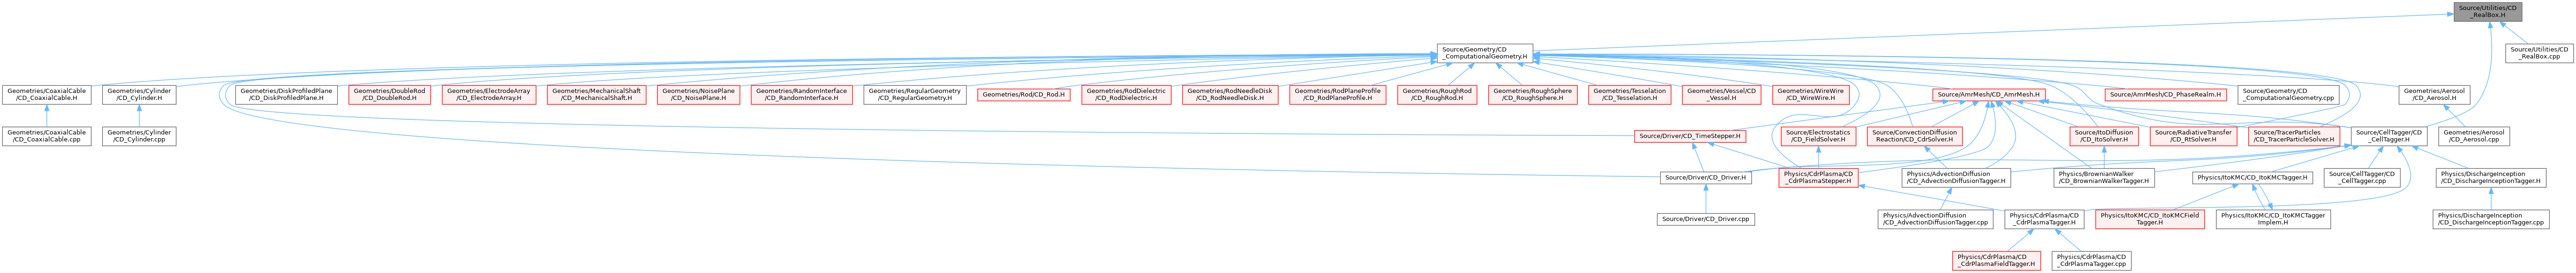 Source/Utilities/CD
_RealBox.H
Source/Geometry/CD
_ComputationalGeometry.H
Source/Utilities/CD
_RealBox.cpp
Geometries/CoaxialCable
/CD_CoaxialCable.H
Geometries/Cylinder
/CD_Cylinder.H
Geometries/DiskProfiledPlane
/CD_DiskProfiledPlane.H
Geometries/DoubleRod
/CD_DoubleRod.H
Geometries/ElectrodeArray
/CD_ElectrodeArray.H
Geometries/MechanicalShaft
/CD_MechanicalShaft.H
Geometries/NoisePlane
/CD_NoisePlane.H
Geometries/RandomInterface
/CD_RandomInterface.H
Geometries/RegularGeometry
/CD_RegularGeometry.H
Geometries/Rod/CD_Rod.H
Geometries/RodDielectric
/CD_RodDielectric.H
Geometries/RodNeedleDisk
/CD_RodNeedleDisk.H
Geometries/RodPlaneProfile
/CD_RodPlaneProfile.H
Geometries/RoughRod
/CD_RoughRod.H
Geometries/RoughSphere
/CD_RoughSphere.H
Geometries/Tesselation
/CD_Tesselation.H
Geometries/Vessel/CD
_Vessel.H
Geometries/WireWire
/CD_WireWire.H
Source/AmrMesh/CD_AmrMesh.H
Source/AmrMesh/CD_PhaseRealm.H
Source/Geometry/CD
_ComputationalGeometry.cpp
Geometries/Aerosol
/CD_Aerosol.H
Geometries/CoaxialCable
/CD_CoaxialCable.cpp
Geometries/Cylinder
/CD_Cylinder.cpp
Source/Driver/CD_TimeStepper.H
Source/Electrostatics
/CD_FieldSolver.H
Source/ConvectionDiffusion
Reaction/CD_CdrSolver.H
Source/ItoDiffusion
/CD_ItoSolver.H
Source/RadiativeTransfer
/CD_RtSolver.H
Source/TracerParticles
/CD_TracerParticleSolver.H
Source/CellTagger/CD
_CellTagger.H
Geometries/Aerosol
/CD_Aerosol.cpp
Source/Driver/CD_Driver.H
Physics/CdrPlasma/CD
_CdrPlasmaStepper.H
Physics/AdvectionDiffusion
/CD_AdvectionDiffusionTagger.H
Physics/BrownianWalker
/CD_BrownianWalkerTagger.H
Physics/ItoKMC/CD_ItoKMCTagger.H
Source/CellTagger/CD
_CellTagger.cpp
Physics/DischargeInception
/CD_DischargeInceptionTagger.H
Source/Driver/CD_Driver.cpp
Physics/AdvectionDiffusion
/CD_AdvectionDiffusionTagger.cpp
Physics/CdrPlasma/CD
_CdrPlasmaTagger.H
Physics/ItoKMC/CD_ItoKMCField
Tagger.H
Physics/ItoKMC/CD_ItoKMCTagger
Implem.H
Physics/DischargeInception
/CD_DischargeInceptionTagger.cpp
Physics/CdrPlasma/CD
_CdrPlasmaFieldTagger.H
Physics/CdrPlasma/CD
_CdrPlasmaTagger.cpp